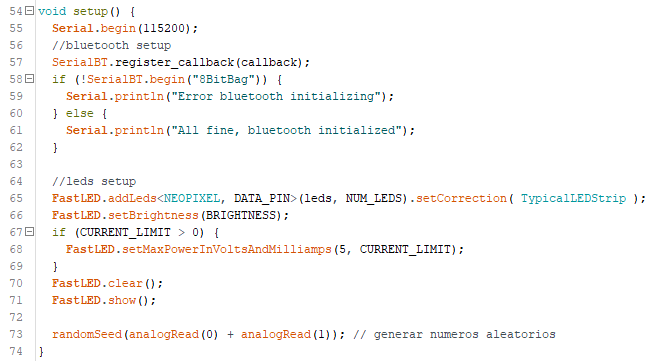 54 void setup() {
55 Serial.begin(115200);
56 //bluetooth setup
57 SerialBT.register_callback(callback);
58 if (!SerialBT.begin("8BitBag")) {
59 Serial.println("Error bluetooth initializing");
60 } else {
61 Serial.println("All fine, bluetooth initialized");
62 }
63
64 //leds setup
65 FastLED.addLeds<NEOPIXEL, DATA_PIN>(leds, NUM_LEDS).setCorrection( TypicalLEDStrip );
66 FastLED.setBrightness(BRIGHTNESS);
67 if (CURRENT_LIMIT > 0) {
68 FastLED.setMaxPowerInVoltsAndMilliamps(5, CURRENT_LIMIT);
69 }
70 FastLED.clear();
71 FastLED.show();
72
73 randomSeed(analogRead(0) + analogRead(1)); // generar numeros aleatorios
74 }